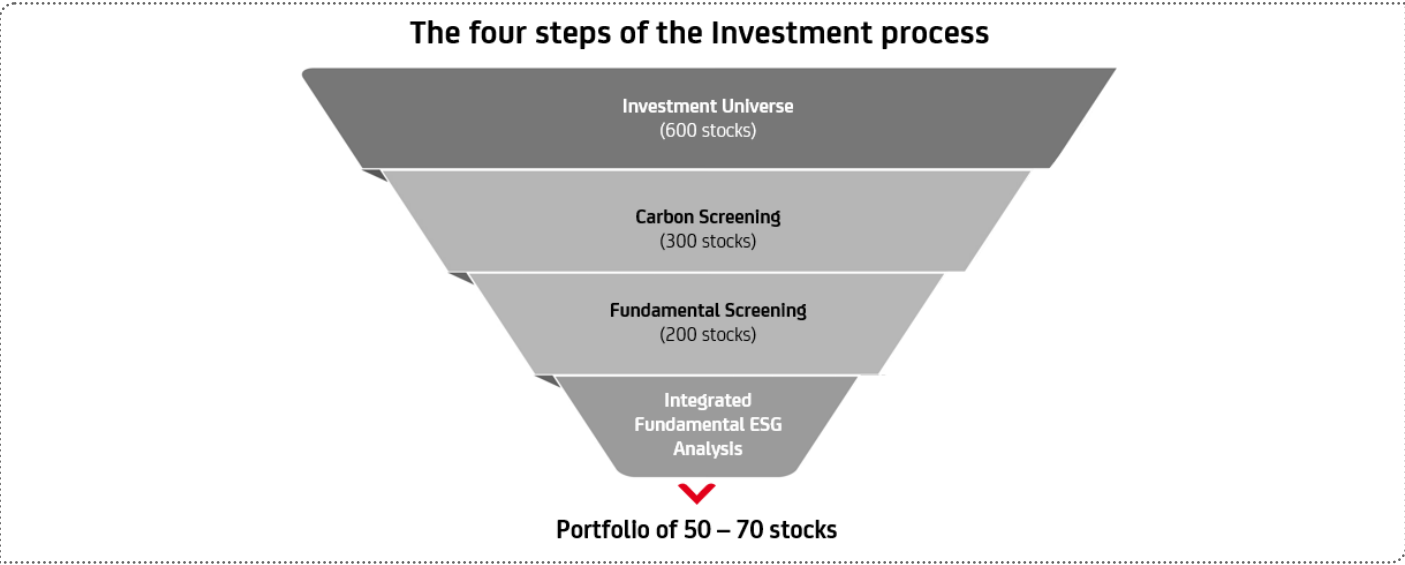 The four steps of the Investment process
Investment Universe
(600 stocks)
Carbon Screening
(300 stocks)
Fundamental Screening
(200 stocks)
Integrated
Fundamental ESG
Analysis
Portfolio of 50 – 70 stocks